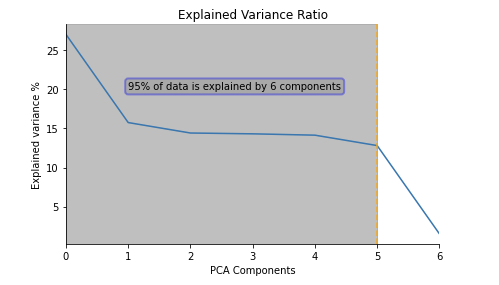 Explained Variance Ratio
Explained variance %
25
20
15
10
5
95% of data is explained by 6 components
0 1 2 3 4 5 6
PCA Components